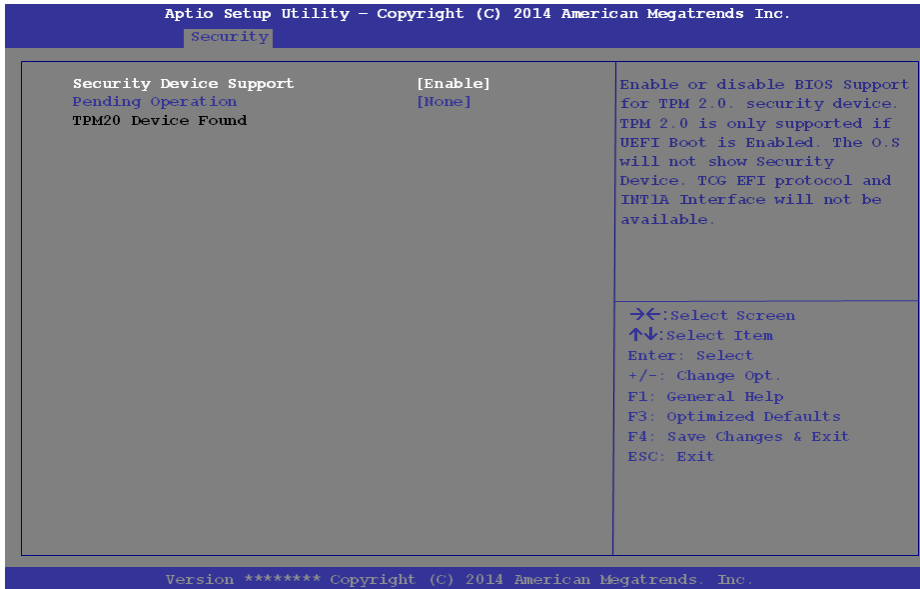 Aptio Setup Utility – Copyright (C) 2014 American Megatrends Inc.
Security
Security Device Support [Enable]
Pending Operation [None]
TPM20 Device Found
Enable or disable BIOS Support
for TPM 2.0. security device.
TPM 2.0 is only supported if
UEFI Boot is Enabled. The O.S
will not show Security
Device. TCG EFI protocol and
INT1A Interface will not be
available.
→←:Select Screen
↑↓:Select Item
Enter: Select
+/-: Change Opt.
F1: General Help
F3: Optimized Defaults
F4: Save Changes & Exit
ESC: Exit
Version ******** Copyright (C) 2014 American Megatrends. Inc.